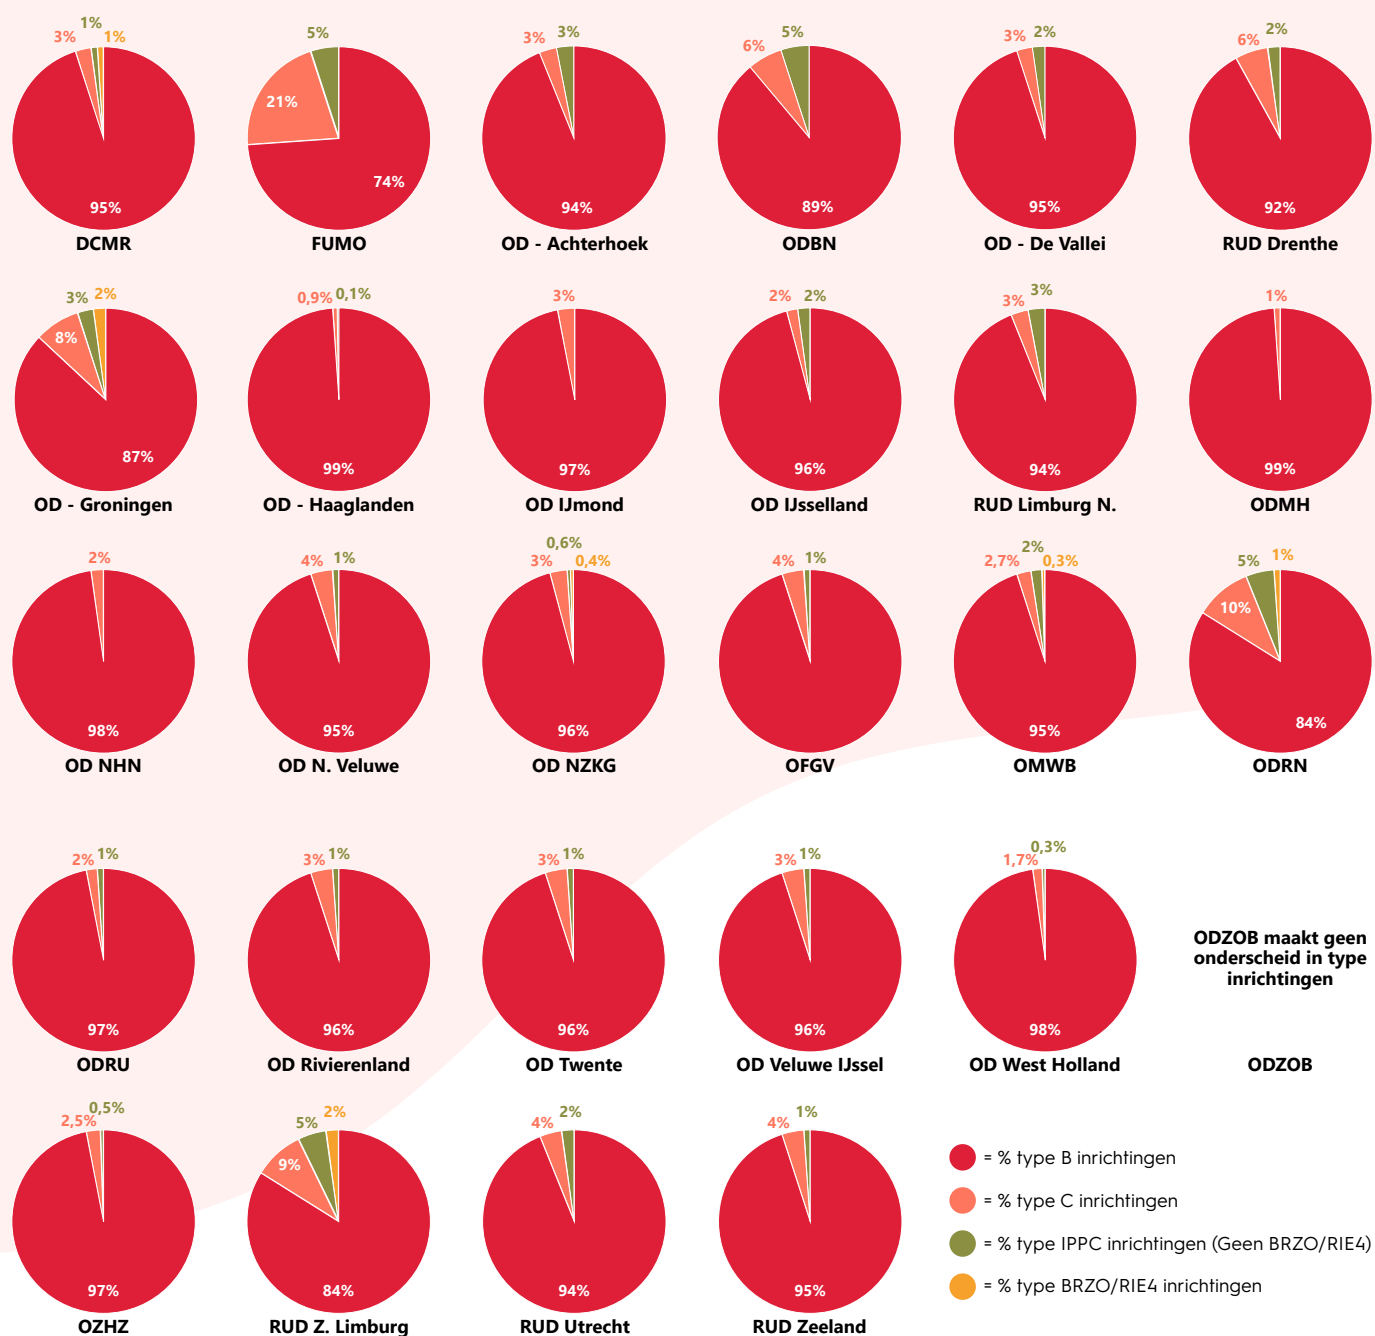 3% 1% 1%
95%
DCMR
5%
21%
74%
FUMO
3% 3%
94%
OD - Achterhoek
6% 5%
89%
ODBN
3% 2%
95%
OD - De Vallei
6% 2%
92%
RUD Drenthe
3% 2%
8%
87%
OD - Groningen
0,9% 0,1%
99%
OD - Haaglanden
3%
97%
OD IJmond
2% 2%
96%
OD IJsselland
3% 3%
94%
RUD Limburg N.
1%
99%
ODMH
2%
98%
OD NHN
4% 1%
95%
OD N. Veluwe
0,6%
3% 0,4%
96%
OD NZKG
4% 1%
OFGV
2%
2,7% 0,3%
95%
OMWB
5% 1%
10%
84%
ODRN
2% 1%
97%
ODRU
3% 1%
96%
OD Rivierenland
3% 1%
96%
OD Twente
3% 1%
96%
OD Veluwe IJssel
0,3%
1,7%
98%
OD West Holland
ODZOB maakt geen
onderscheid in type
inrichtingen
ODZOB
0,5%
2,5%
97%
OZHZ
5% 2%
9%
84%
RUD Z. Limburg
4% 2%
94%
RUD Utrecht
4% 1%
95%
RUD Zeeland
= % type B inrichtingen
= % type C inrichtingen
= % type IPPC inrichtingen (Geen BRZO/RIE4)
= % type BRZO/RIE4 inrichtingen